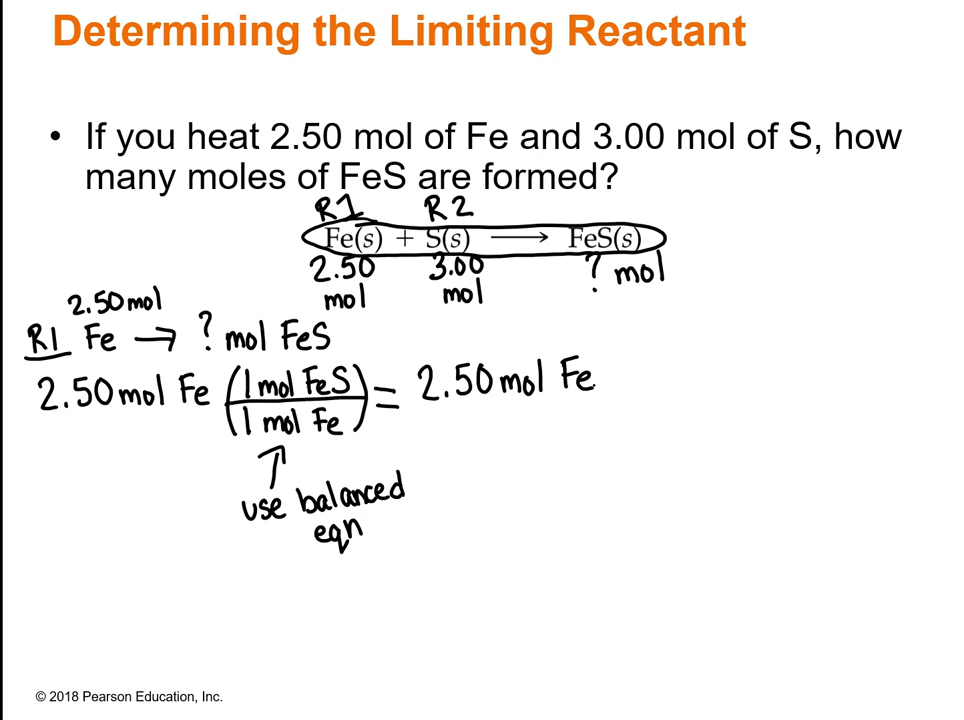 Determining the Limiting Reactant
• If you heat 2.50 mol of Fe and 3.00 mol of S, how
many moles of FeS are formed?
R1 R2
Fe(s) + S(s) ⟶ FeS(s)
2.50 3.00 ? mol
mol mol
2.50 mol
R1 Fe → ? mol FeS
2.50 mol Fe (1 mol FeS / 1 mol Fe) = 2.50 mol Fe
↑
use balanced
eqn
© 2018 Pearson Education, Inc.